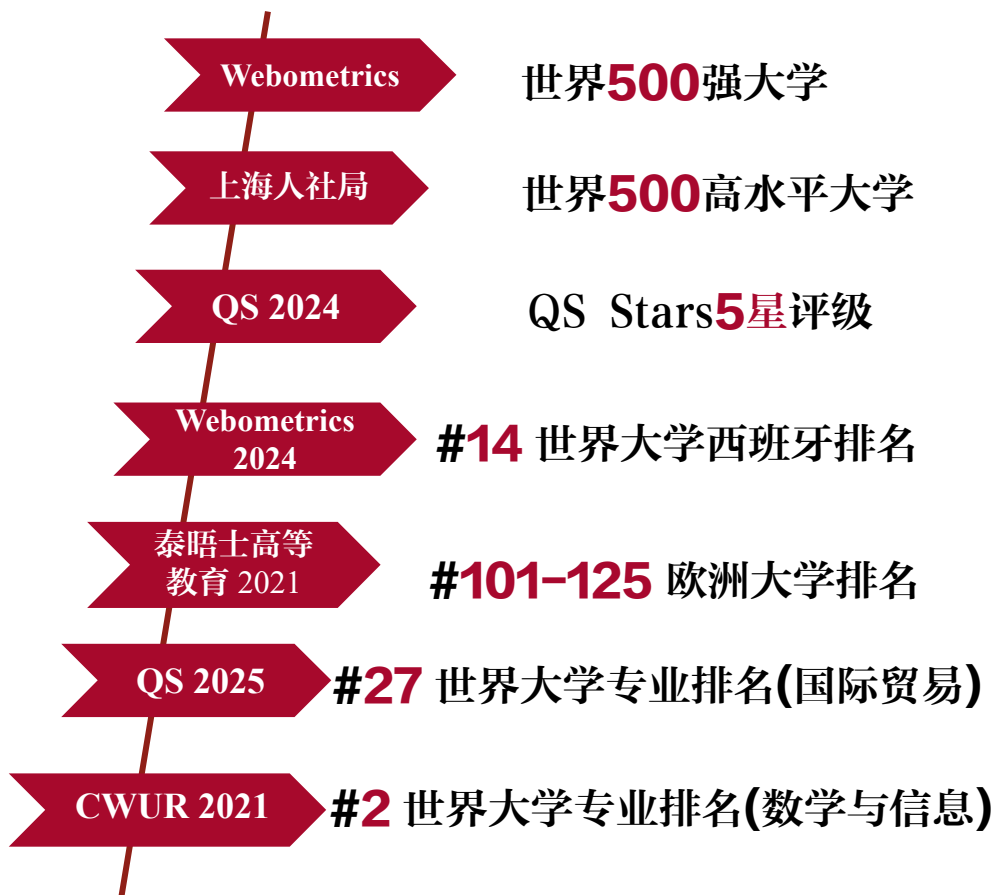 Webometrics
世界500强大学
上海人社局
世界500高水平大学
QS 2024
QS Stars5星评级
Webometrics
2024
#14 世界大学西班牙排名
泰晤士高等
教育 2021
#101-125 欧洲大学排名
QS 2025
#27 世界大学专业排名(国际贸易)
CWUR 2021
#2 世界大学专业排名(数学与信息)